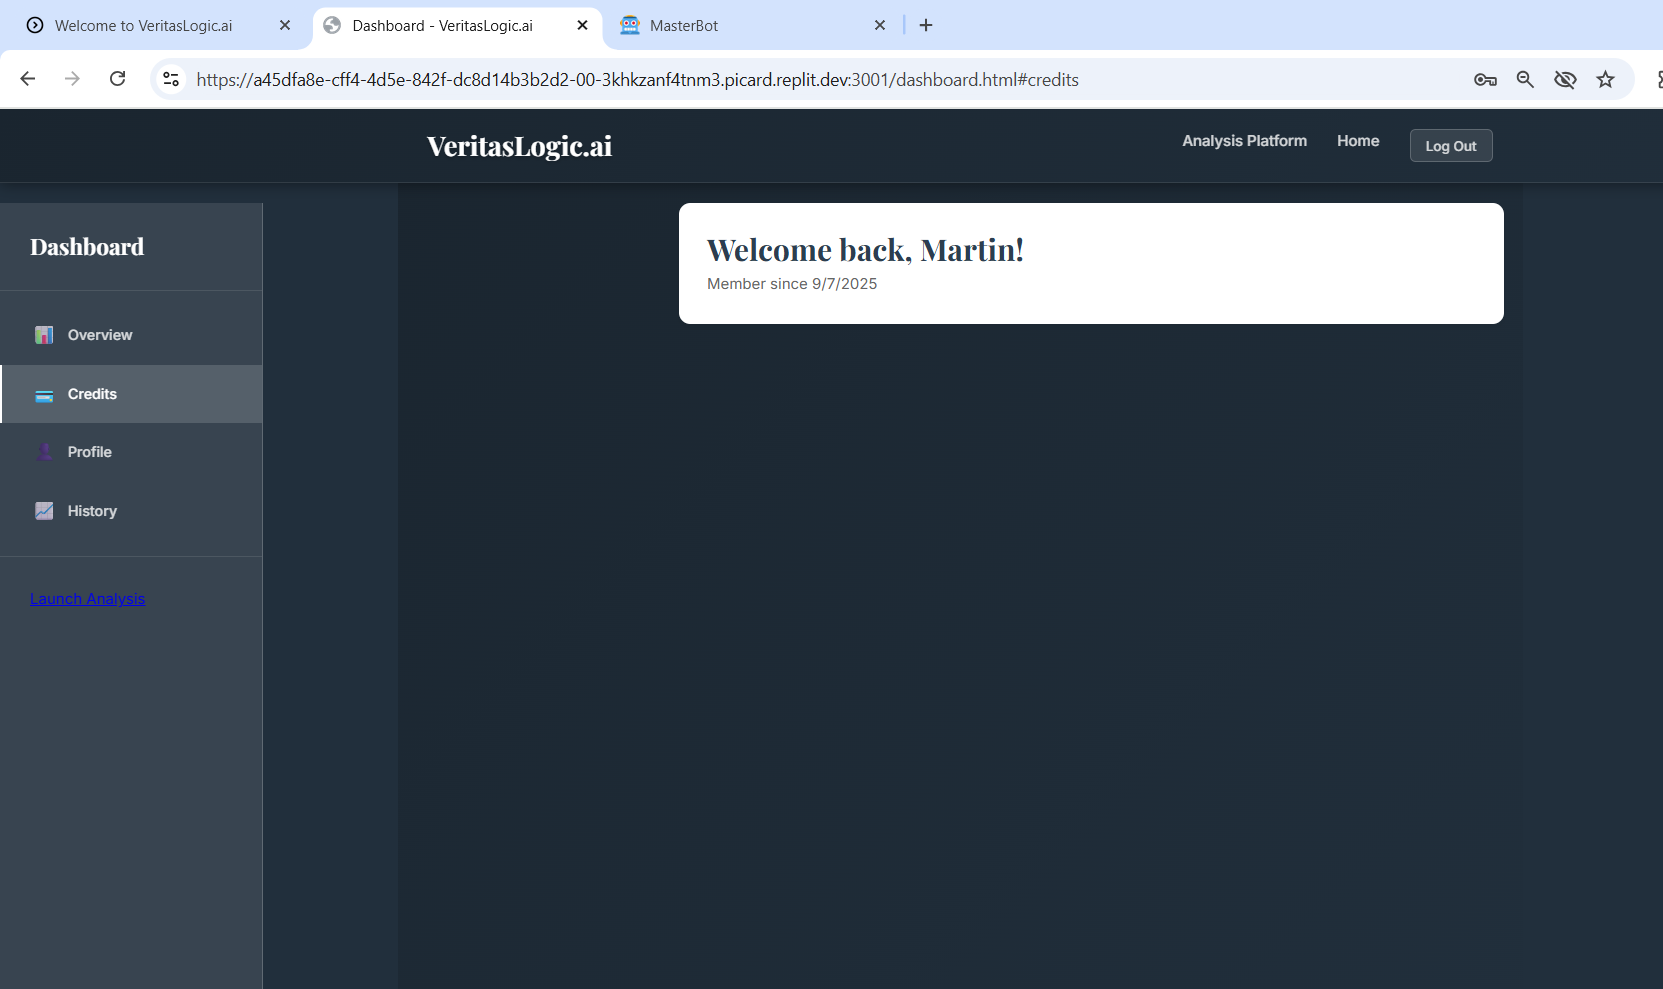 Welcome to VeritasLogic.ai
Dashboard - VeritasLogic.ai
MasterBot
https://a45dfa8e-cff4-4d5e-842f-dc8d14b3b2d2-00-3khkzanf4tnm3.picard.replit.dev:3001/dashboard.html#credits
VeritasLogic.ai
Analysis Platform
Home
Log Out
Dashboard
Overview
Credits
Profile
History
Launch Analysis
Welcome back, Martin!
Member since 9/7/2025